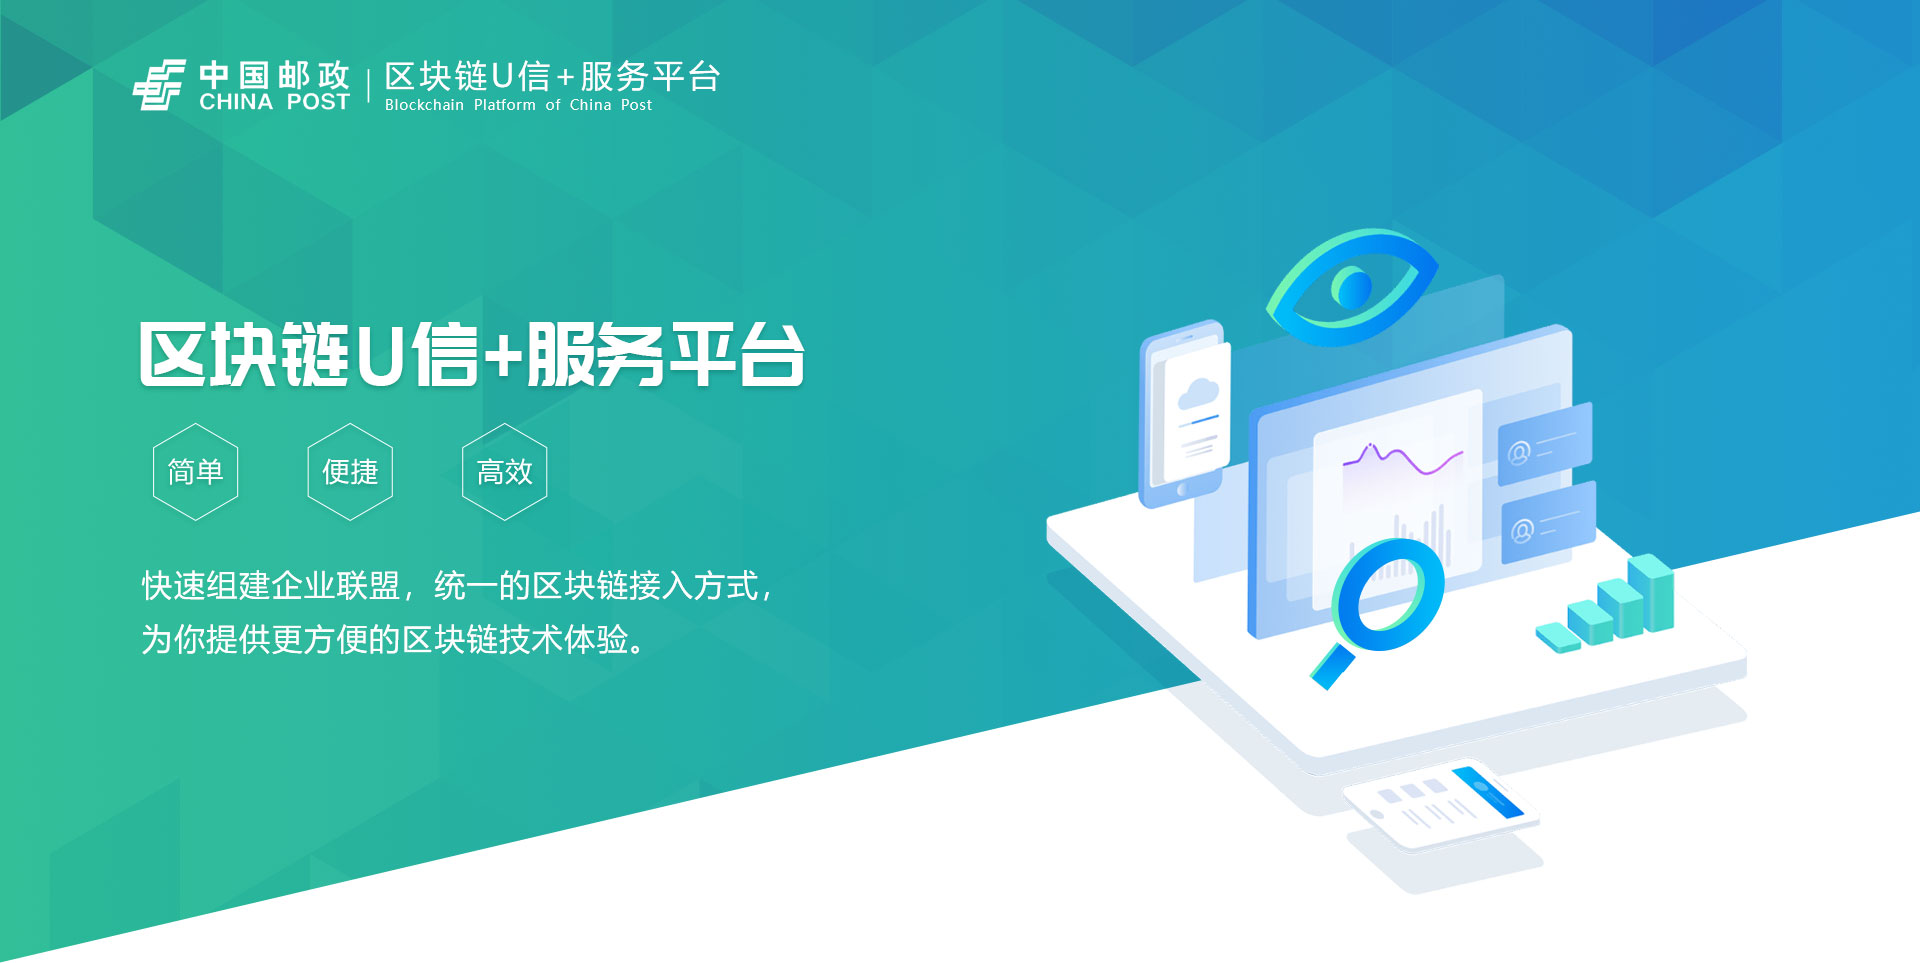 中国邮政
CHINA POST
区块链U信+服务平台
Blockchain Platform of China Post
区块链U信+服务平台
简单
便捷
高效
快速组建企业联盟，统一的区块链接入方式，
为你提供更方便的区块链技术体验。